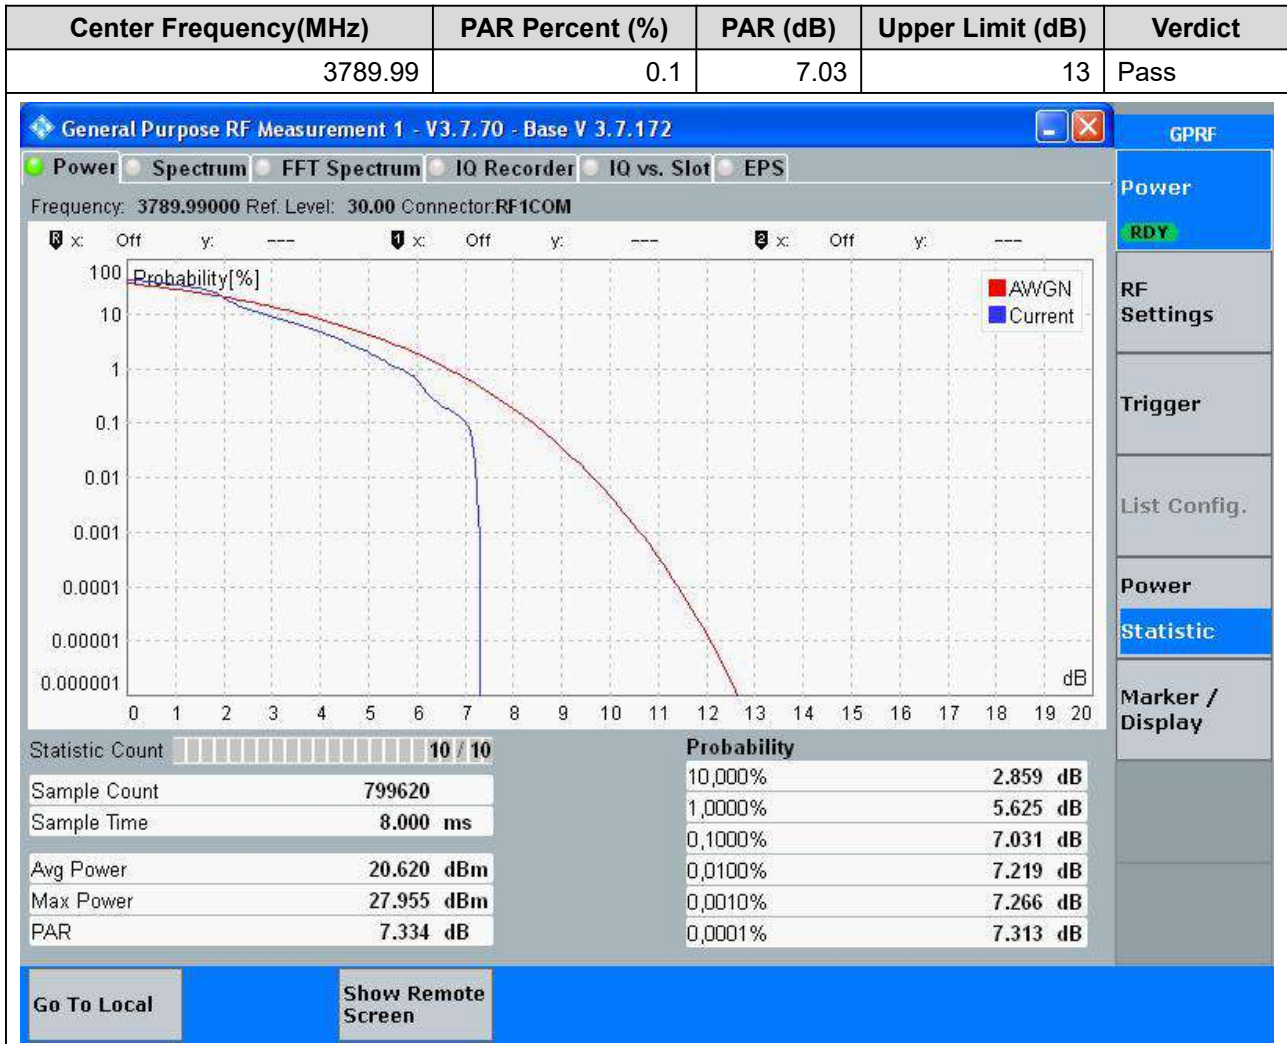 Center Frequency(MHz) PAR Percent (%) PAR (dB) Upper Limit (dB) Verdict
3789.99 0.1 7.03 13 Pass
General Purpose RF Measurement 1 - V3.7.70 - Base V 3.7.172
GPRF
Power Spectrum FFT Spectrum IQ Recorder IQ vs. Slot EPS
Frequency: 3789.99000 Ref. Level: 30.00 Connector:RF1COM
R x: Off y: --- 1 x: Off y: --- 2 x: Off y: ---
Probability[%]
100
10
1
0.1
0.01
0.001
0.0001
0.00001
0.000001
AWGN
Current
dB
0 1 2 3 4 5 6 7 8 9 10 11 12 13 14 15 16 17 18 19 20
Statistic Count 10 / 10
Sample Count 799620
Sample Time 8.000 ms
Avg Power 20.620 dBm
Max Power 27.955 dBm
PAR 7.334 dB
Probability
10,000% 2.859 dB
1,0000% 5.625 dB
0,1000% 7.031 dB
0,0100% 7.219 dB
0,0010% 7.266 dB
0,0001% 7.313 dB
Power
RDY
RF
Settings
Trigger
List Config.
Power
Statistic
Marker /
Display
Go To Local
Show Remote
Screen